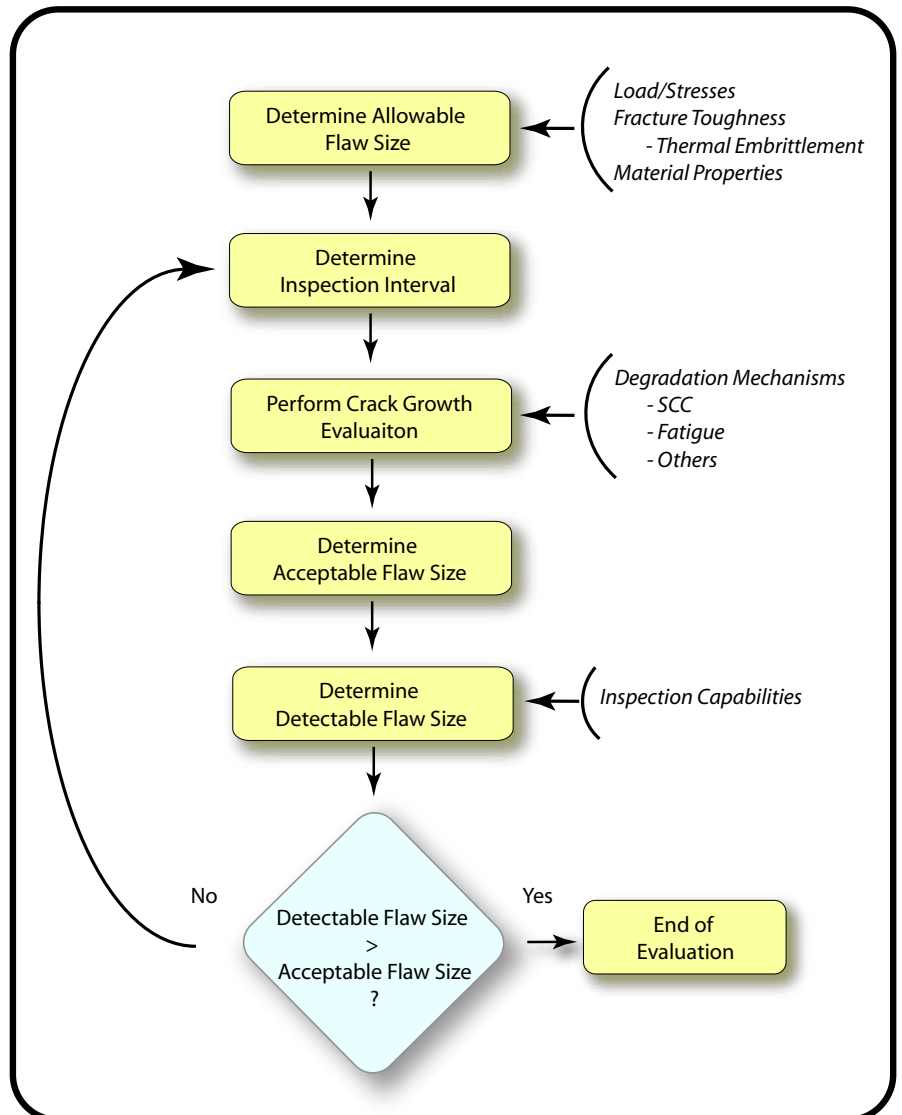 Determine Allowable
Flaw Size
Load/Stresses
Fracture Toughness
- Thermal Embrittlement
Material Properties
Determine
Inspection Interval
Perform Crack Growth
Evaluaiton
Degradation Mechanisms
- SCC
- Fatigue
- Others
Determine
Acceptable Flaw Size
Determine
Detectable Flaw Size
Inspection Capabilities
No
Detectable Flaw Size
>
Acceptable Flaw Size
?
Yes
End of
Evaluation